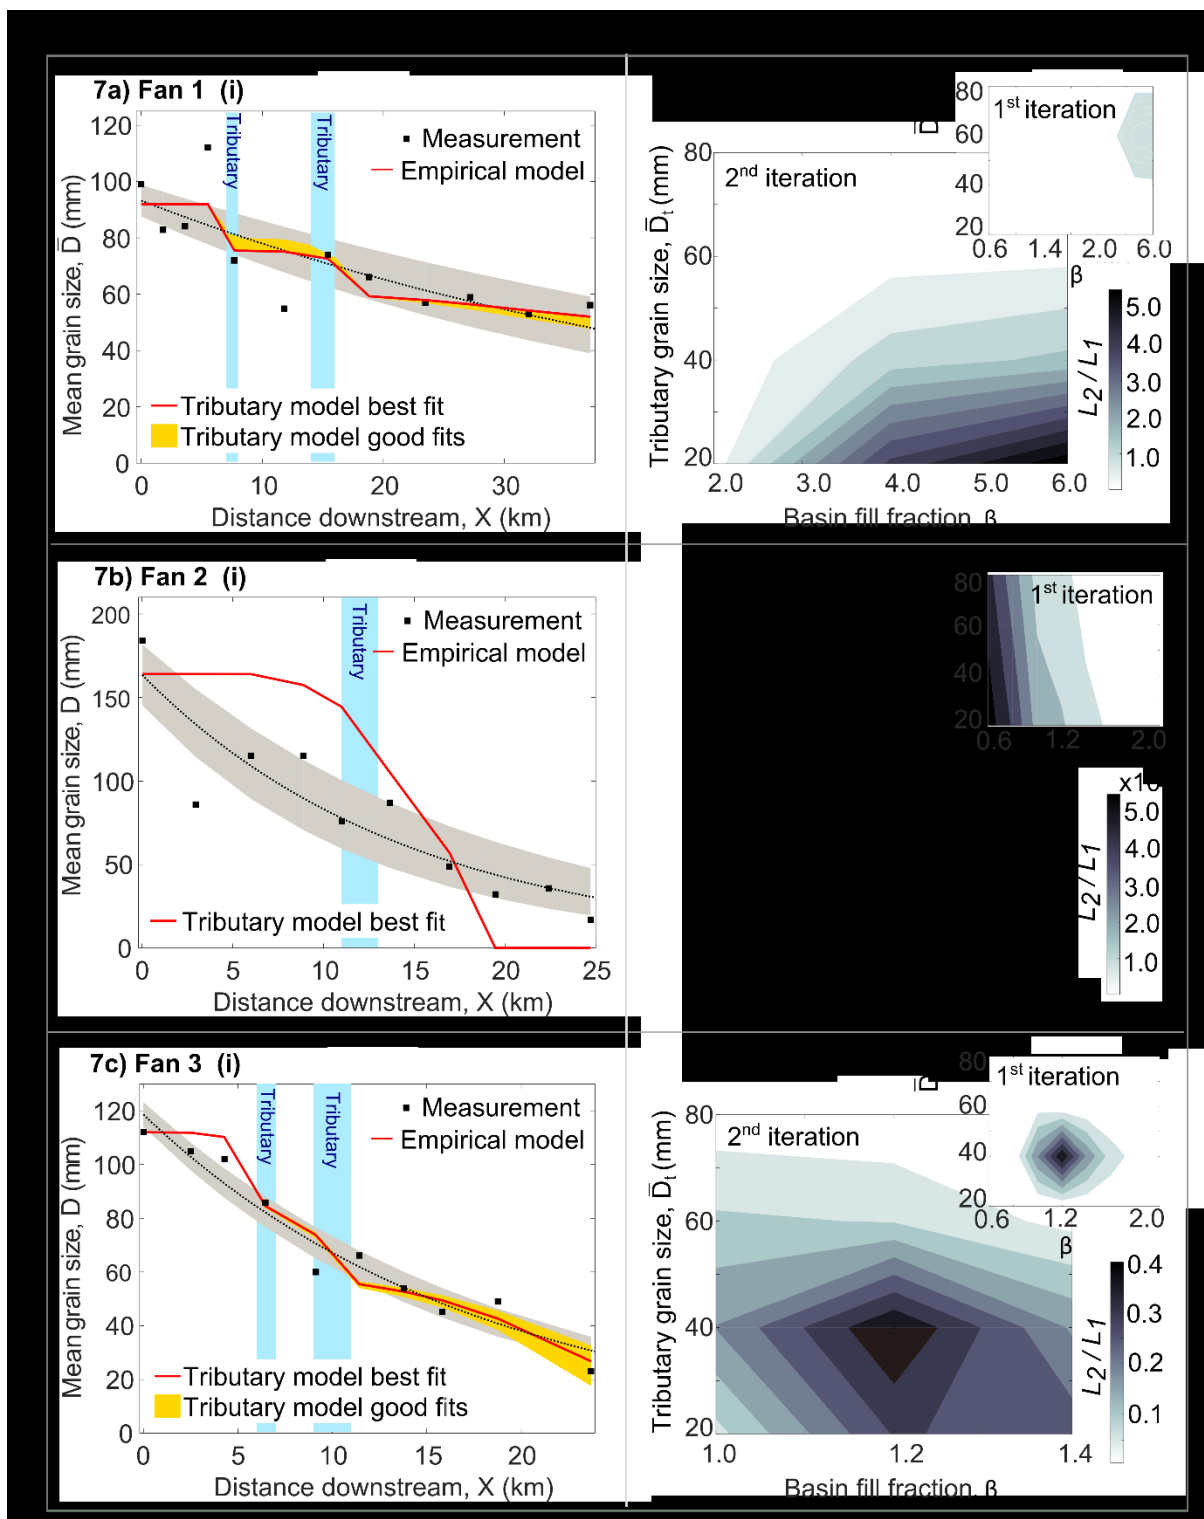 7a) Fan 1 (i)
120
100
80
60
40
20
0
Mean grain size, D̅ (mm)
Tributary
Tributary
Measurement
Empirical model
Tributary model best fit
Tributary model good fits
0
10
20
30
Distance downstream, X (km)
80
60
40
20
Tributary grain size, D̅t (mm)
2nd iteration
2.0
3.0
4.0
5.0
6.0
Basin fill fraction, β
D̅
80
60
40
20
1st iteration
0.6
1.4
2.0
6.0
β
L2 / L1
5.0
4.0
3.0
2.0
1.0
7b) Fan 2 (i)
200
150
100
50
0
Mean grain size, D (mm)
Tributary
Measurement
Empirical model
Tributary model best fit
0
5
10
15
20
25
Distance downstream, X (km)
80
60
40
20
1st iteration
0.6
1.2
2.0
L2 / L1
5.0
4.0
3.0
2.0
1.0
7c) Fan 3 (i)
120
100
80
60
40
20
0
Mean grain size, D (mm)
Tributary
Tributary
Measurement
Empirical model
Tributary model best fit
Tributary model good fits
0
5
10
15
20
Distance downstream, X (km)
80
60
40
20
Tributary grain size, D̅t (mm)
2nd iteration
1.0
1.2
1.4
Basin fill fraction, β
D̅
80
60
40
20
1st iteration
0.6
1.2
2.0
β
L2 / L1
0.4
0.3
0.2
0.1